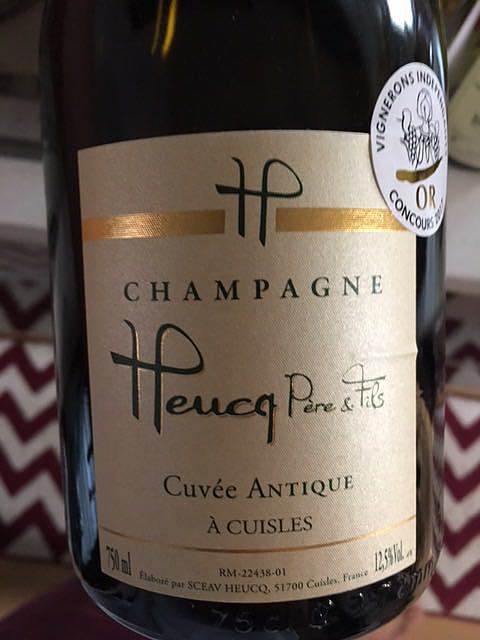 VIGNERONS
OR
CONCOURS
HP
CHAMPAGNE
Heucq Père & Fils
Cuvée ANTIQUE
À CUISLES
750 ml
RM-22438-01
12,5%Vol.
Élaboré par SCEAV HEUCQ, 51700 Cuisles, France
75cl